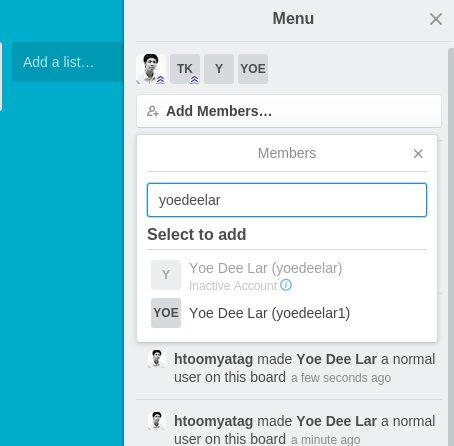 Menu
Add a list…
TK
Y
YOE
Add Members…
Members
yoedeelar
Select to add
Y
Yoe Dee Lar (yoedeelar)
Inactive Account
YOE
Yoe Dee Lar (yoedeelar1)
htoomyatag made Yoe Dee Lar a normal
user on this board a few seconds ago
htoomyatag made Yoe Dee Lar a normal
user on this board a minute ago